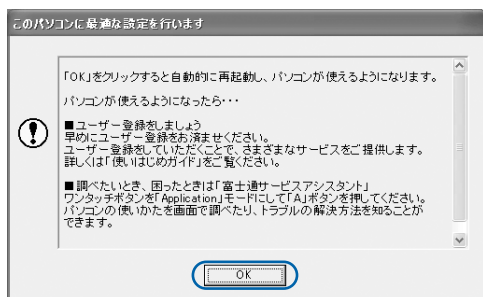 このパソコンに最適な設定を行います
「OK」をクリックすると自動的に再起動し、パソコンが使えるようになります。
パソコンが使えるようになったら・・・
■ユーザー登録をしましょう
早めにユーザー登録をお済ませください。
ユーザー登録をしていただくことで、さまざまなサービスをご提供します。
詳しくは「使いはじめガイド」をご覧ください。
■調べたいとき、困ったときは「富士通サービスアシスタント」
ワンタッチボタンを「Application」モードにして「A」ボタンを押してください。
パソコンの使いかたを画面で調べたり、トラブルの解決方法を知ることが
できます。
OK